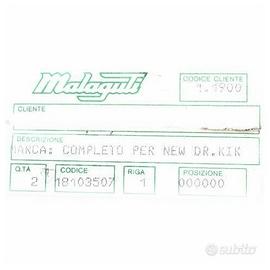 Malaguti
CODICE CLIENTE
1.1900
CLIENTE
DESCRIZIONE
MARCA: COMPLETO PER NEW DR.KIK
Q.TA CODICE RIGA POSIZIONE
2 18103507 1 000000
subito